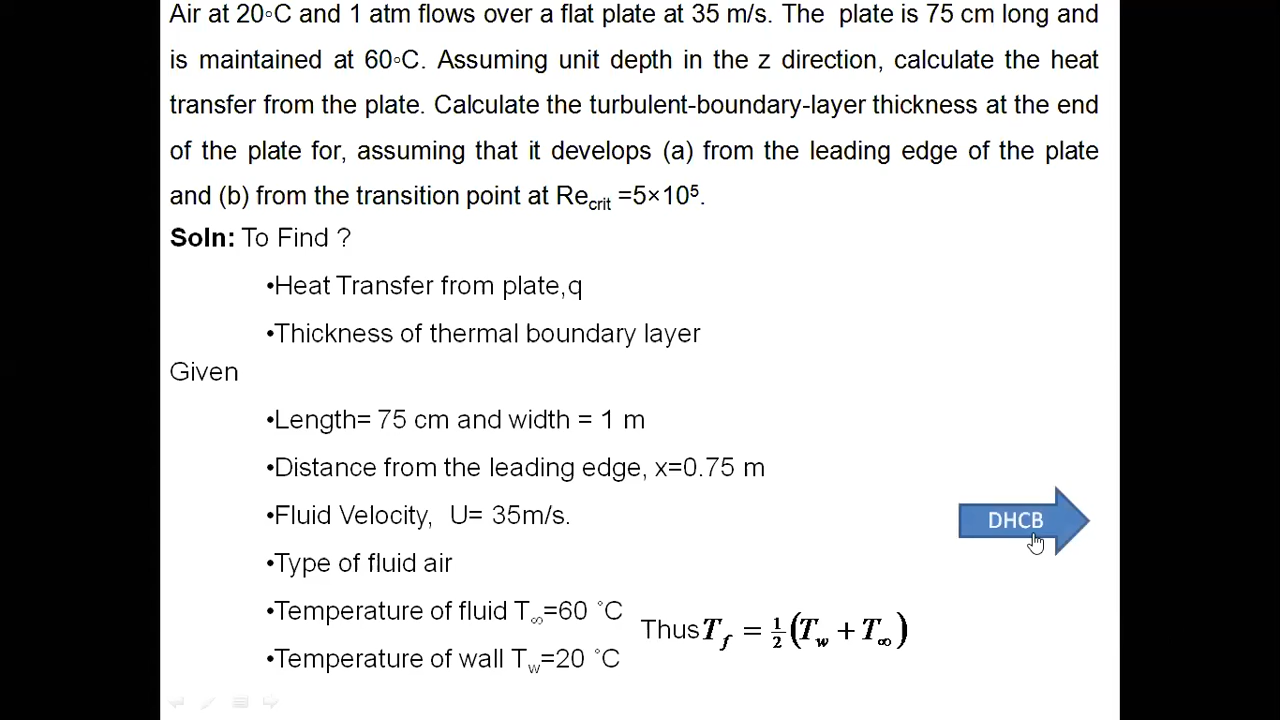 Air at 20◦C and 1 atm flows over a flat plate at 35 m/s. The plate is 75 cm long and
is maintained at 60◦C. Assuming unit depth in the z direction, calculate the heat
transfer from the plate. Calculate the turbulent-boundary-layer thickness at the end
of the plate for, assuming that it develops (a) from the leading edge of the plate
and (b) from the transition point at Re_crit =5×10⁵.
Soln: To Find ?
•Heat Transfer from plate,q
•Thickness of thermal boundary layer
Given
•Length= 75 cm and width = 1 m
•Distance from the leading edge, x=0.75 m
•Fluid Velocity, U= 35m/s.
DHCB
•Type of fluid air
•Temperature of fluid T∞=60 ˚C
Thus T_f = ½(T_w + T_∞)
•Temperature of wall T_w=20 ˚C